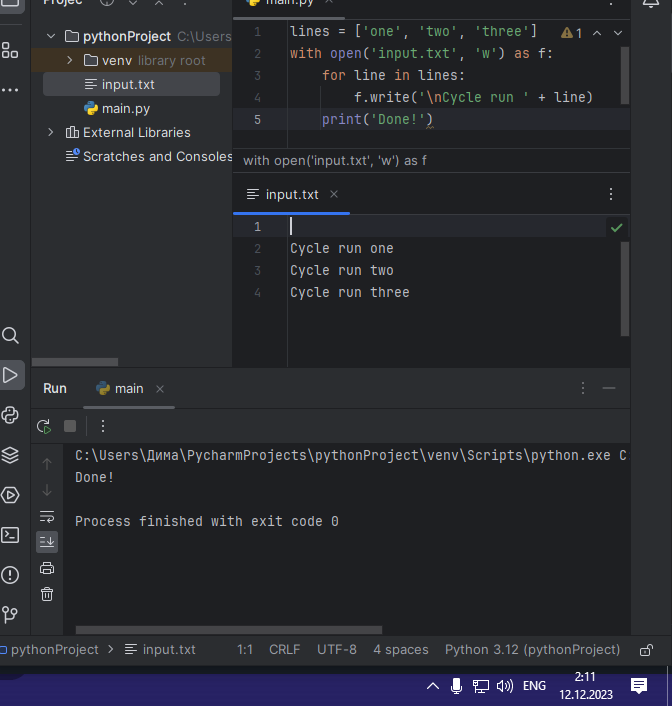 Projec
main.py
pythonProject C:\Users
venv library root
input.txt
main.py
External Libraries
Scratches and Consoles
1 lines = ['one', 'two', 'three']
1
2 with open('input.txt', 'w') as f:
3 for line in lines:
4 f.write('\nCycle run ' + line)
5 print('Done!')
with open('input.txt', 'w') as f
input.txt
1
2 Cycle run one
3 Cycle run two
4 Cycle run three
Run main
C:\Users\Дима\PycharmProjects\pythonProject\venv\Scripts\python.exe C
Done!
Process finished with exit code 0
pythonProject > input.txt 1:1 CRLF UTF-8 4 spaces Python 3.12 (pythonProject)
ENG 2:11
12.12.2023